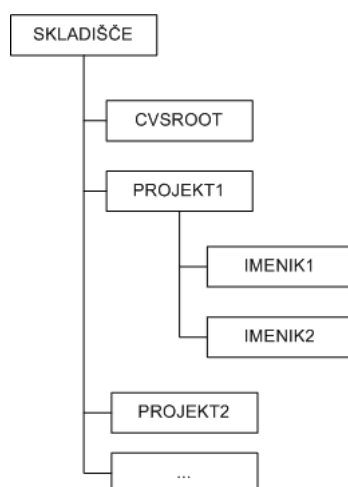 SKLADIŠČE
CVSROOT
PROJEKT1
IMENIK1
IMENIK2
PROJEKT2
...